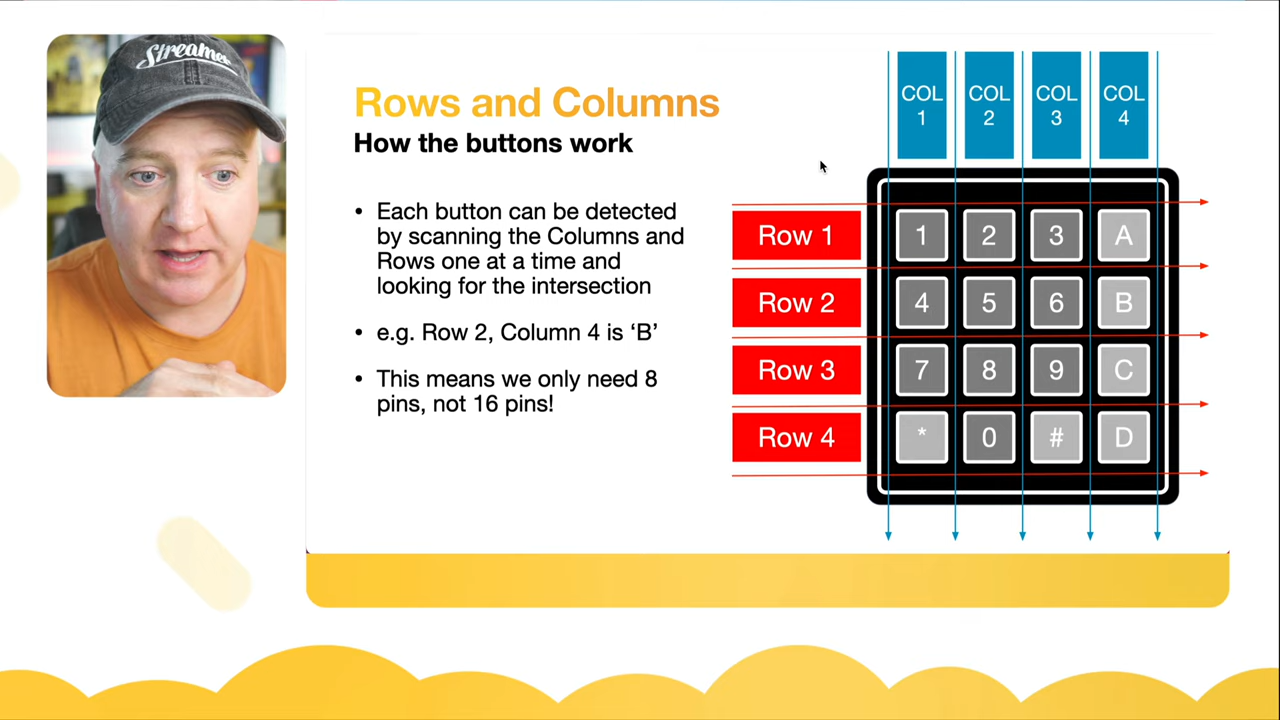 Streamer
Rows and Columns
How the buttons work
• Each button can be detected
by scanning the Columns and
Rows one at a time and
looking for the intersection
• e.g. Row 2, Column 4 is ‘B’
• This means we only need 8
pins, not 16 pins!
COL
1
COL
2
COL
3
COL
4
Row 1
1 2 3 A
Row 2
4 5 6 B
Row 3
7 8 9 C
Row 4
* 0 # D